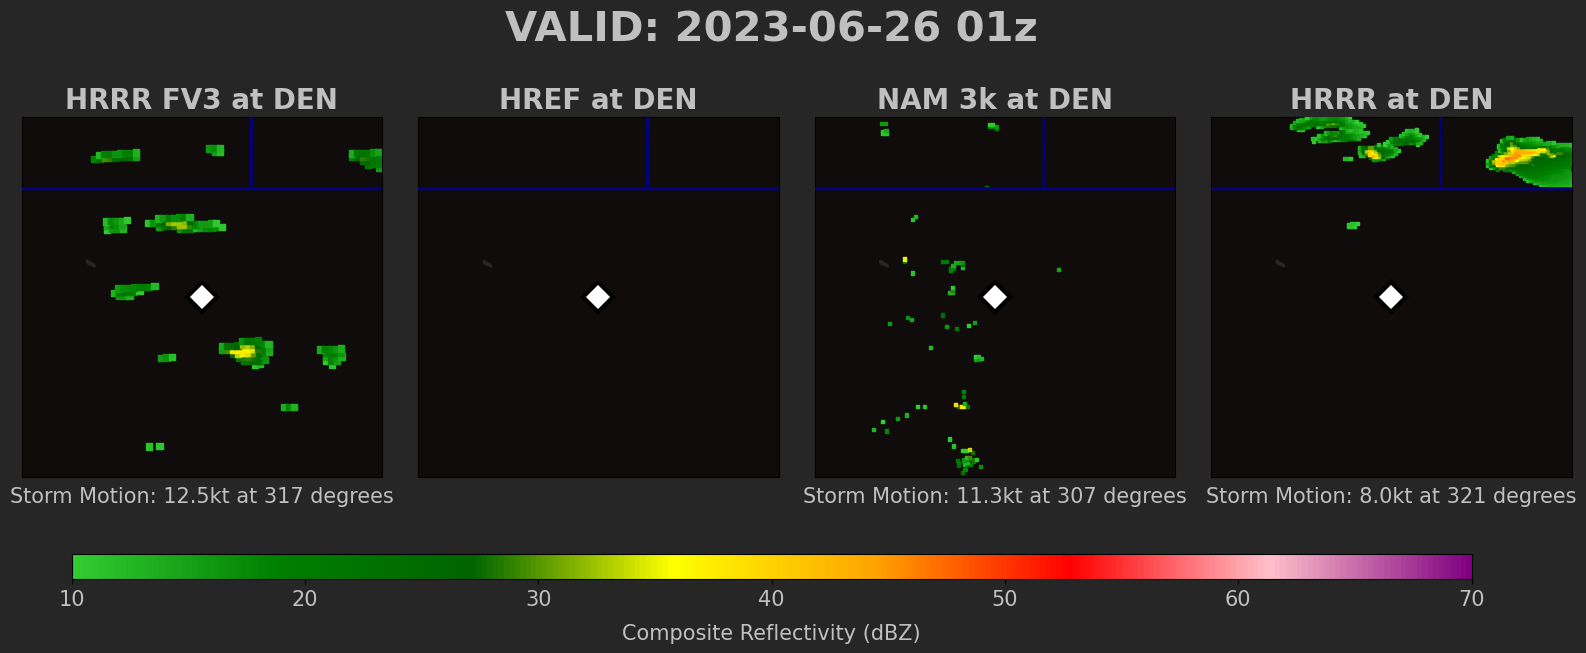 VALID: 2023-06-26 01z
HRRR FV3 at DEN
HREF at DEN
NAM 3k at DEN
HRRR at DEN
Storm Motion: 12.5kt at 317 degrees
Storm Motion: 11.3kt at 307 degrees
Storm Motion: 8.0kt at 321 degrees
10 20 30 40 50 60 70
Composite Reflectivity (dBZ)